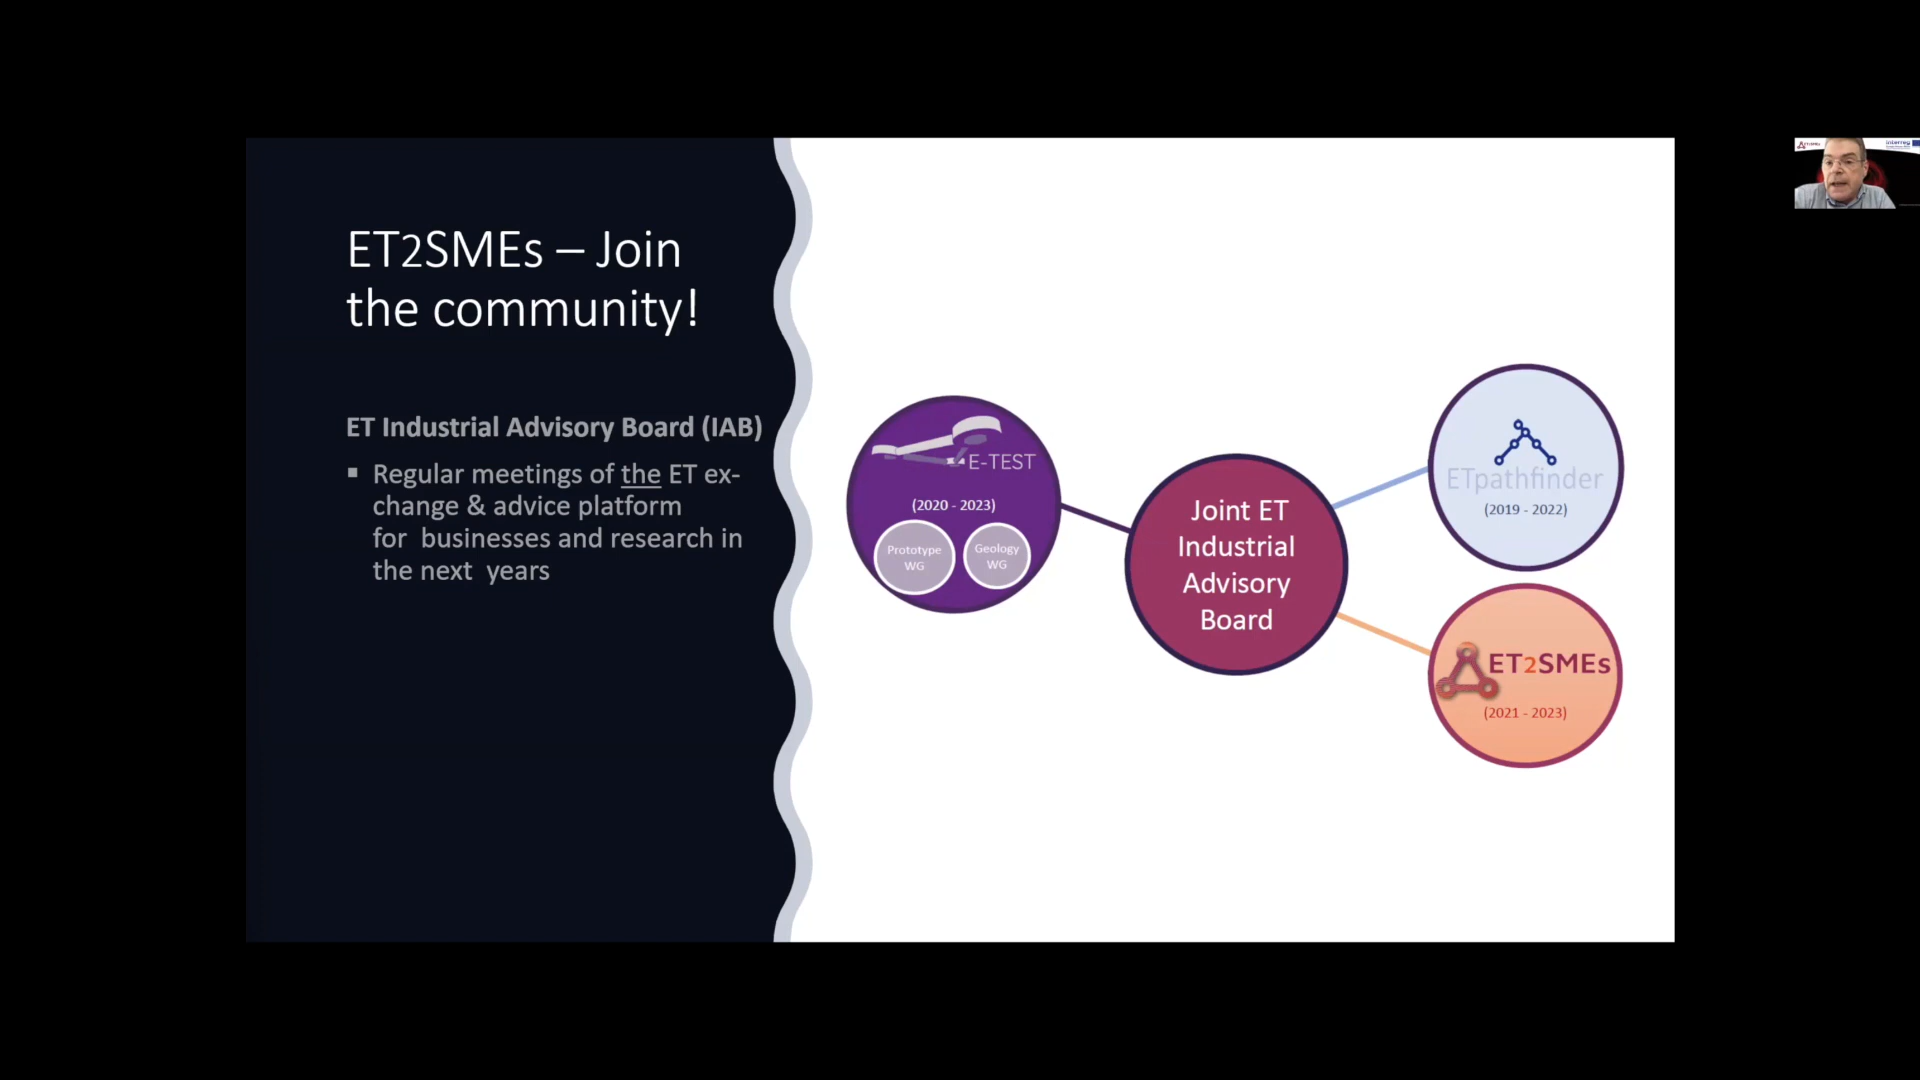 ET2SMEs – Join
the community!
ET Industrial Advisory Board (IAB)
▪ Regular meetings of the ET ex-
change & advice platform
for businesses and research in
the next years
E-TEST
(2020 - 2023)
Prototype
WG
Geology
WG
Joint ET
Industrial
Advisory
Board
ETpathfinder
(2019 - 2022)
ET2SMEs
(2021 - 2023)
ET2SMEs
Interreg